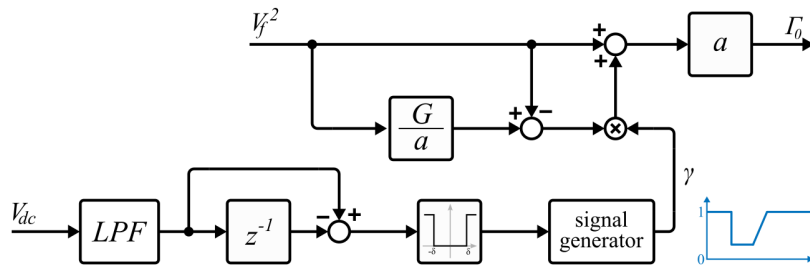 V_f^2
+
+
a
Γ_0
G
a
+
−
×
γ
V_dc
LPF
z^-1
−
+
-δ
δ
signal
generator
1
0